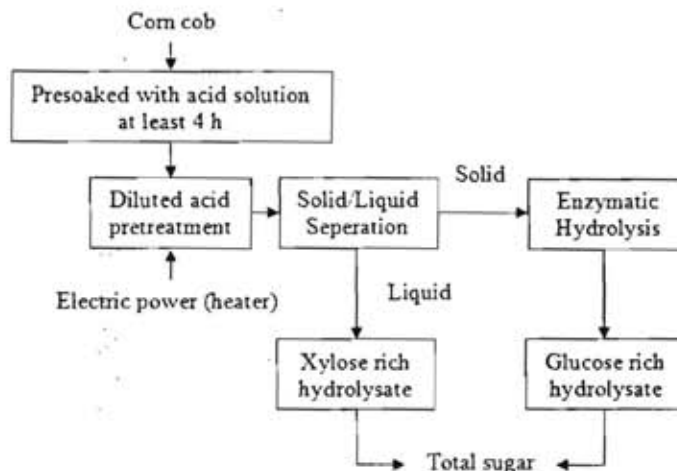 Corn cob
Presoaked with acid solution
at least 4 h
Diluted acid
pretreatment
Solid/Liquid
Seperation
Solid
Enzymatic
Hydrolysis
Electric power (heater)
Liquid
Xylose rich
hydrolysate
Glucose rich
hydrolysate
Total sugar